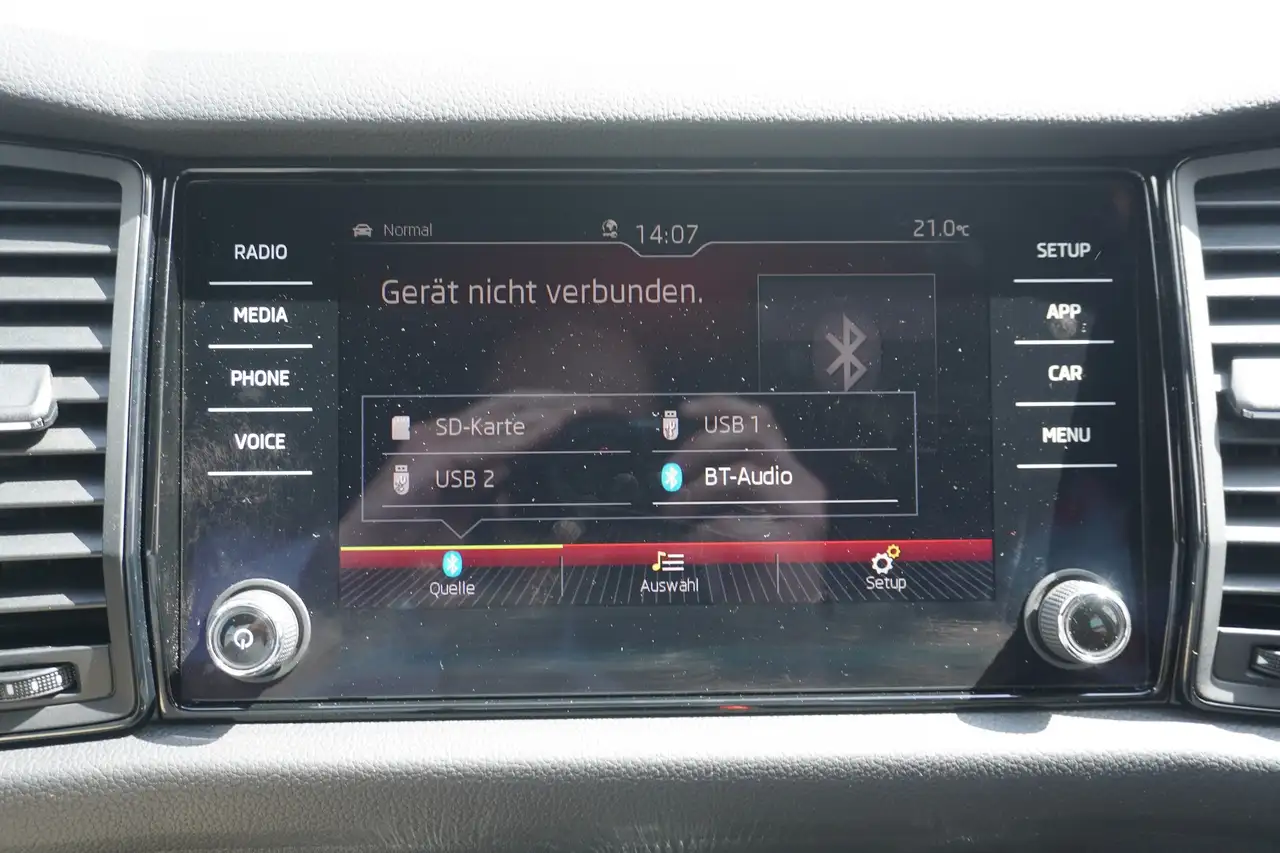 Normal
14:07
21.0°C
RADIO
MEDIA
PHONE
VOICE
Gerät nicht verbunden.
SD-Karte
USB 1
USB 2
BT-Audio
Quelle
Auswahl
Setup
SETUP
APP
CAR
MENU